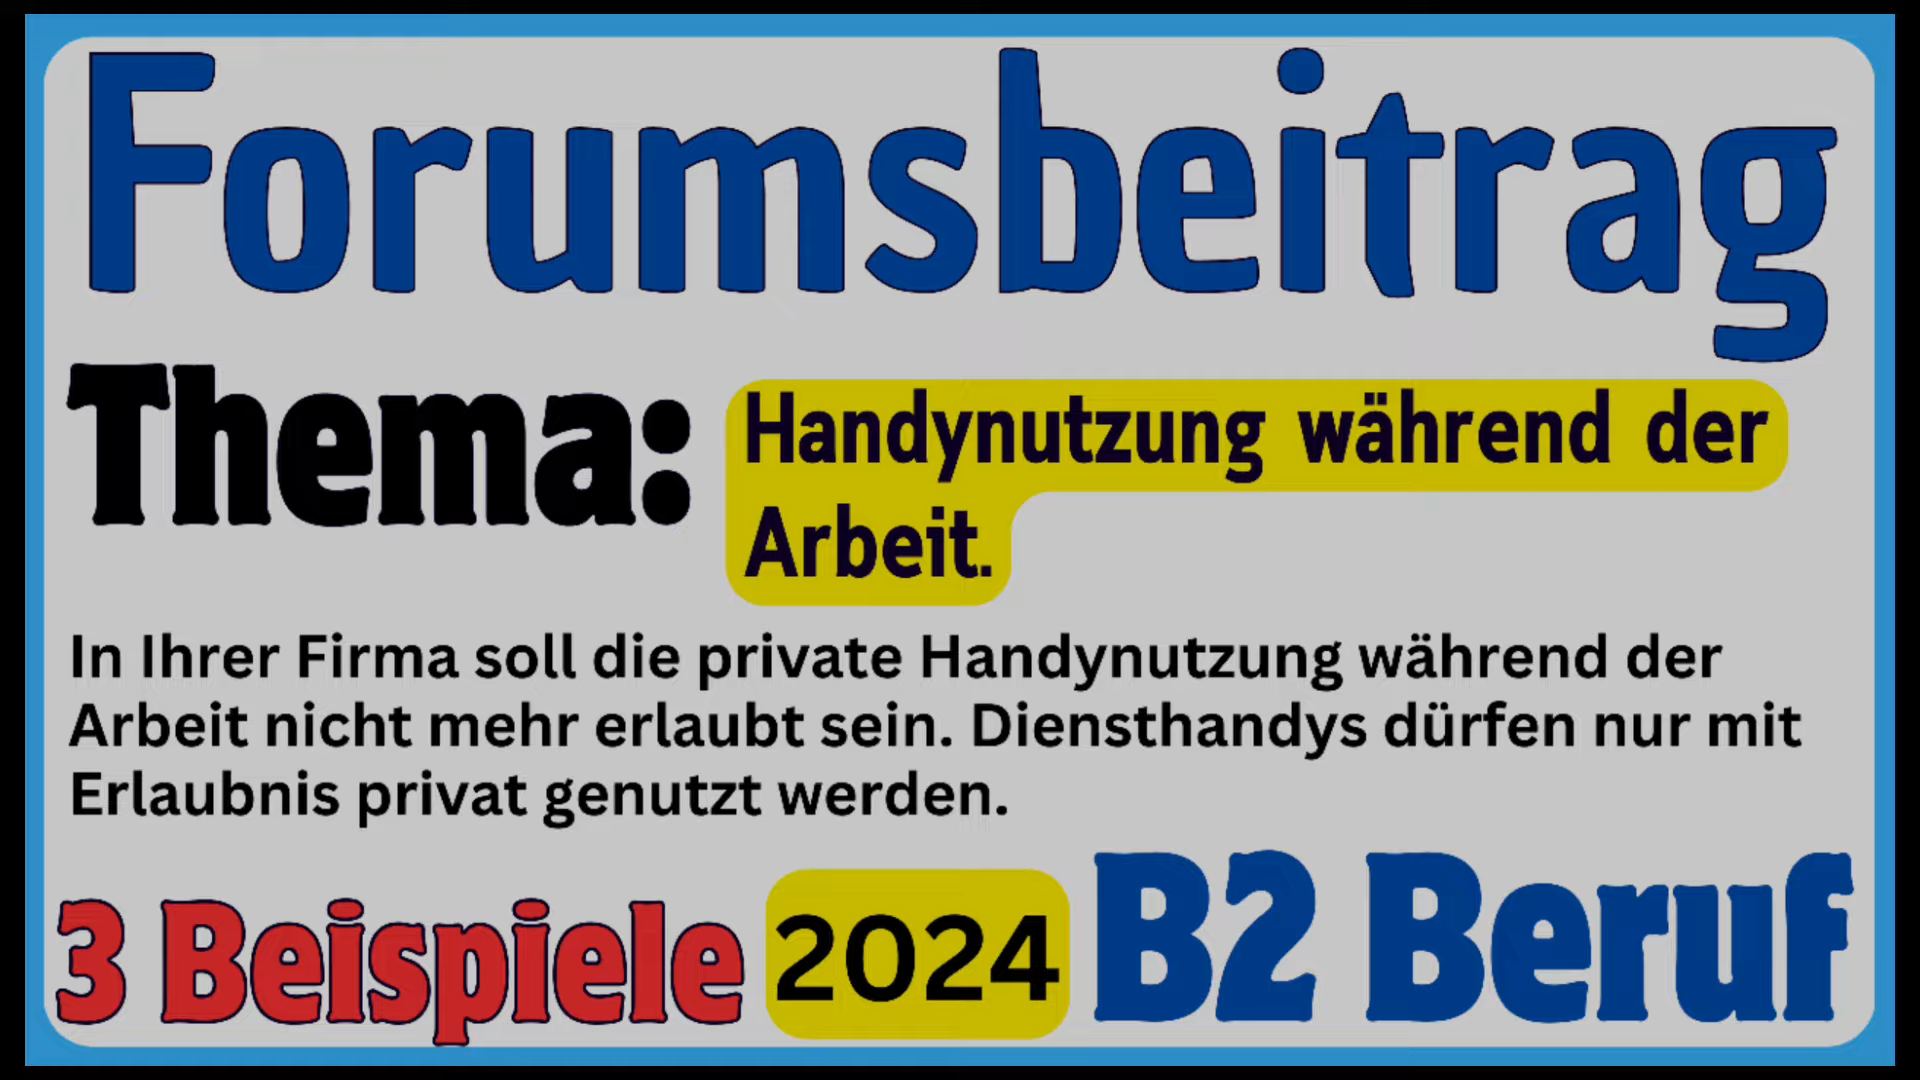 Forumsbeitrag
Thema: Handynutzung während der
Arbeit.
In Ihrer Firma soll die private Handynutzung während der
Arbeit nicht mehr erlaubt sein. Diensthandys dürfen nur mit
Erlaubnis privat genutzt werden.
3 Beispiele 2024 B2 Beruf